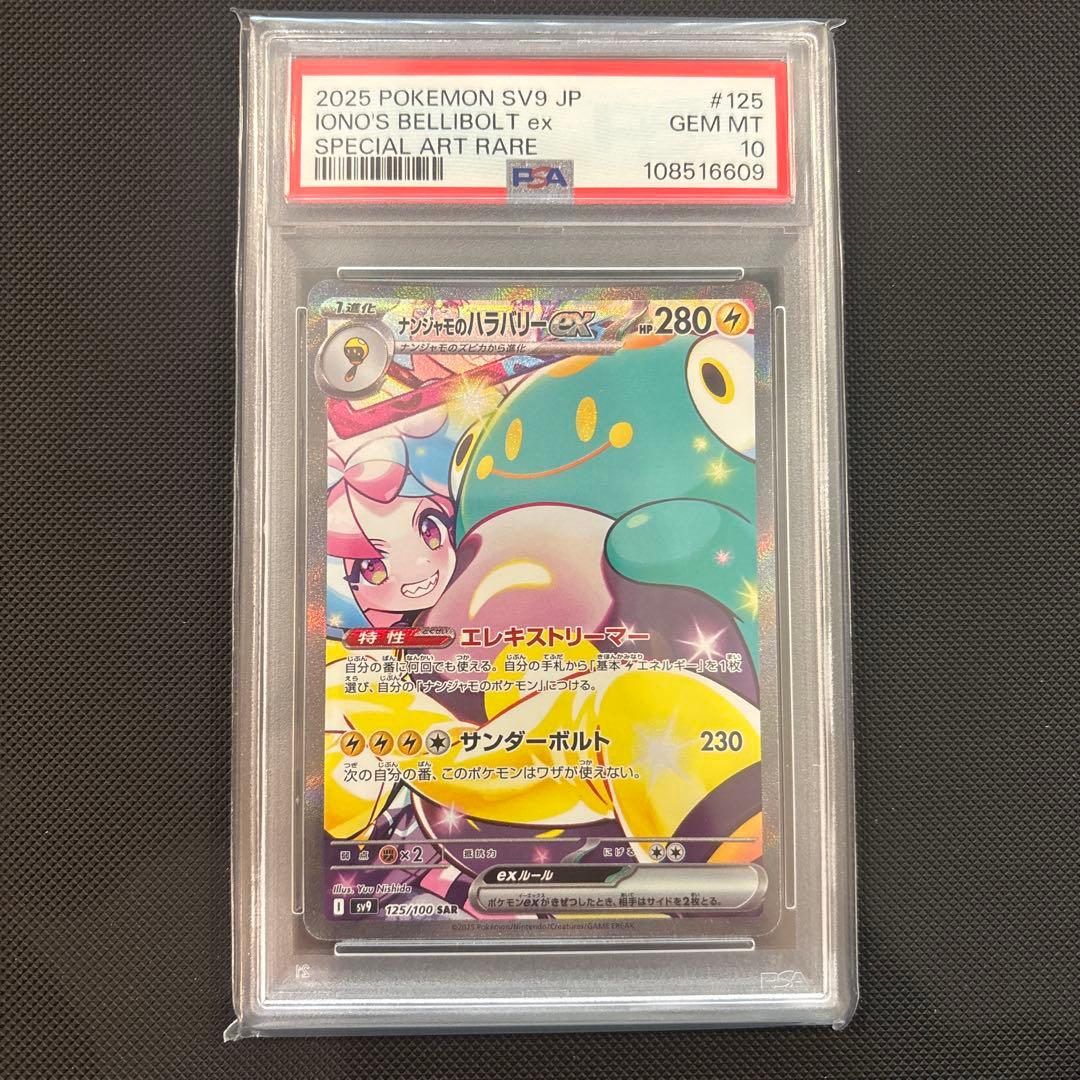 2025 POKEMON SV9 JP #125
IONO'S BELLIBOLT ex GEM MT
SPECIAL ART RARE 10
PSA 108516609
1進化
ナンジャモのハラバリーex HP280
ナンジャモのズピカから進化
特性 とくせい エレキストリーマー
自分の番に何回でも使える。自分の手札から「基本エネルギー」を1枚
選び、自分の「ナンジャモのポケモン」につける。
サンダーボルト 230
次の自分の番、このポケモンはワザが使えない。
弱点 ×2 抵抗力 にげる
exルール
ポケモンexがきぜつしたとき、相手はサイドを2枚とる。
Illus. Yuu Nishida
I SV9 125/100 SAR
©2025 Pokémon/Nintendo/Creatures/GAME FREAK
PSA